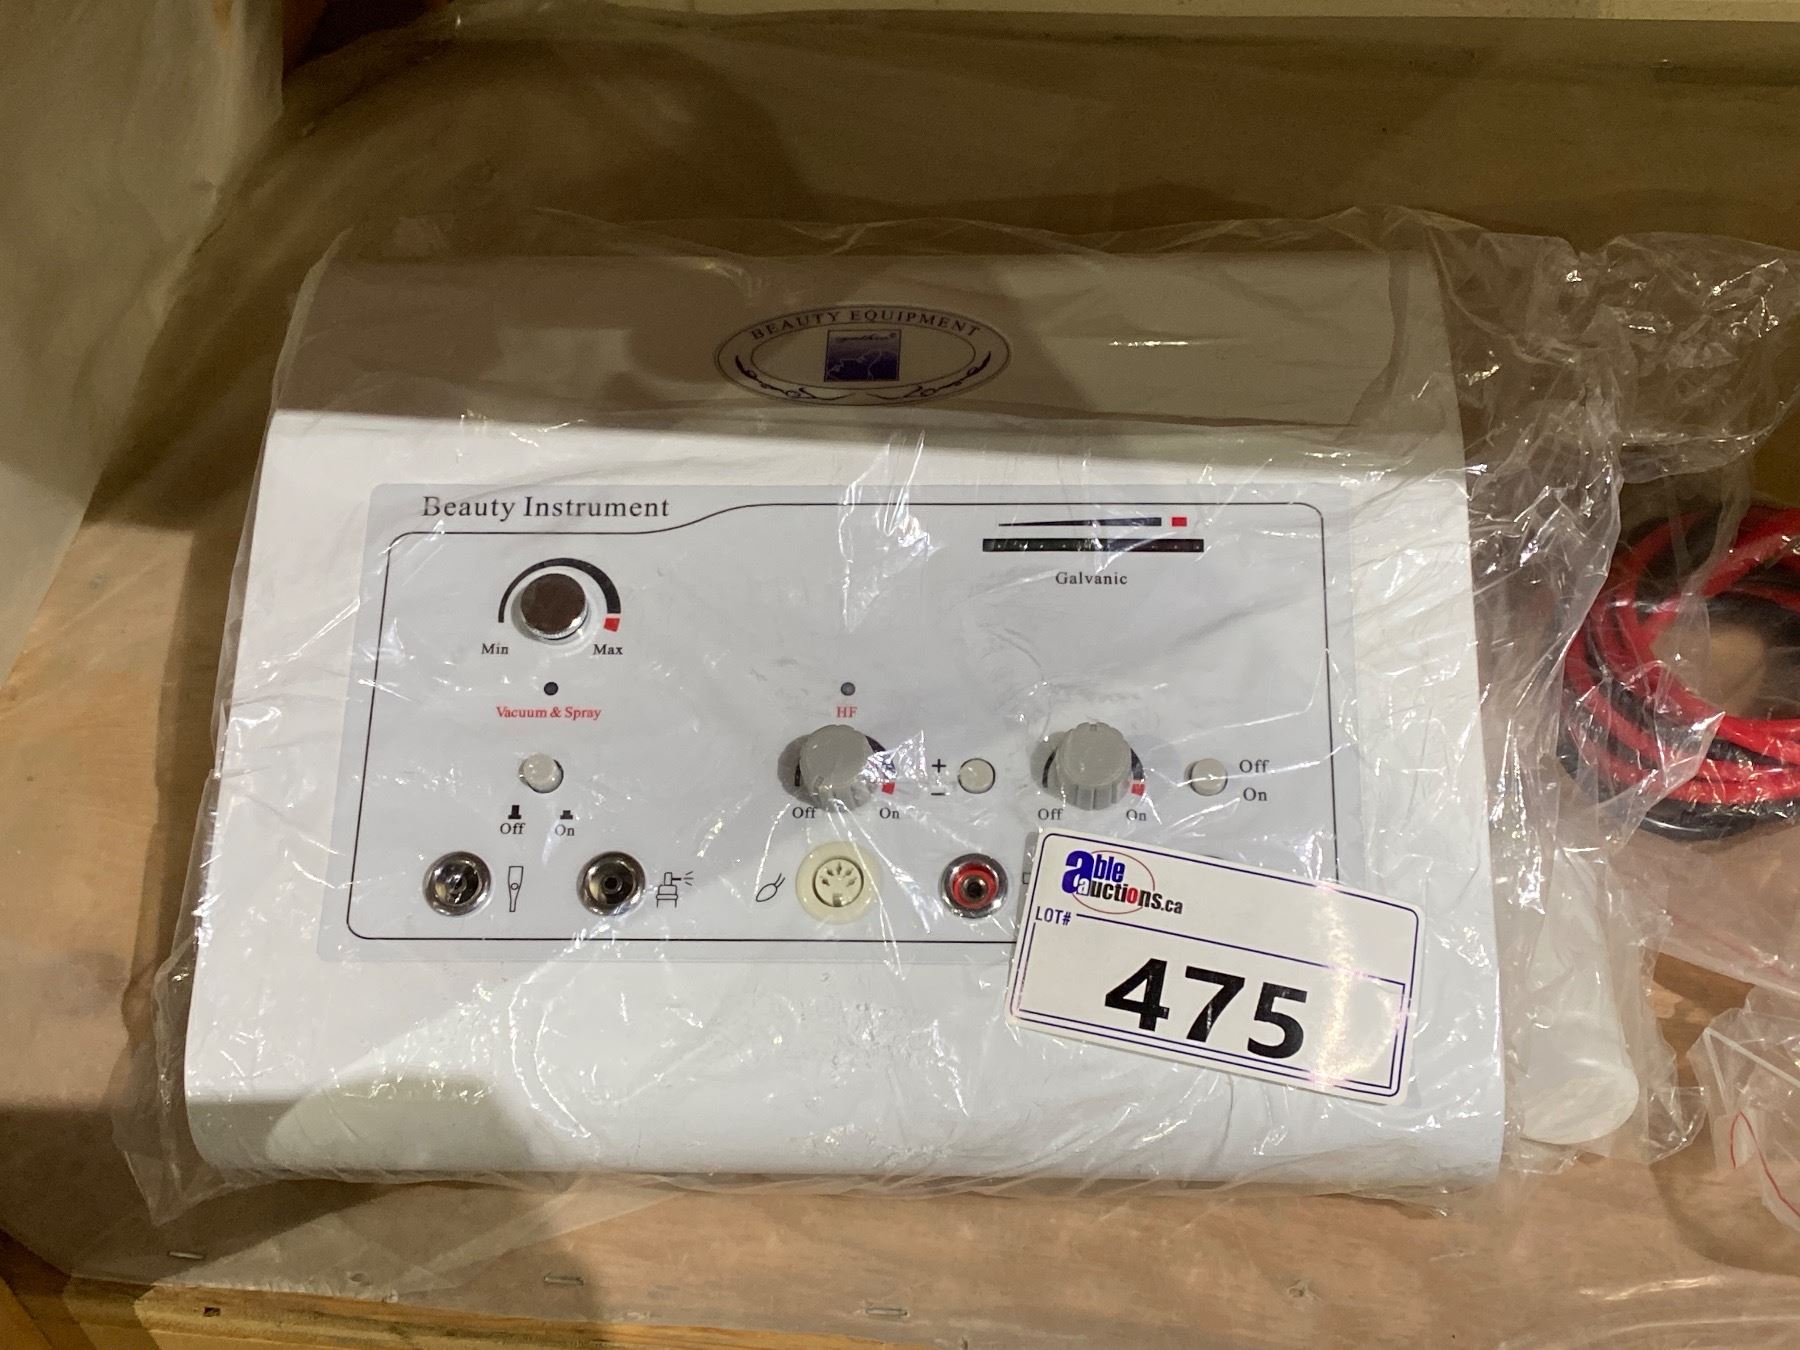 BEAUTY EQUIPMENT
Beauty Instrument
Galvanic
Min Max
Vacuum & Spray
HF
+
−
Off On
Off On
Off
On
Off On
able
auctions.ca
LOT#
475